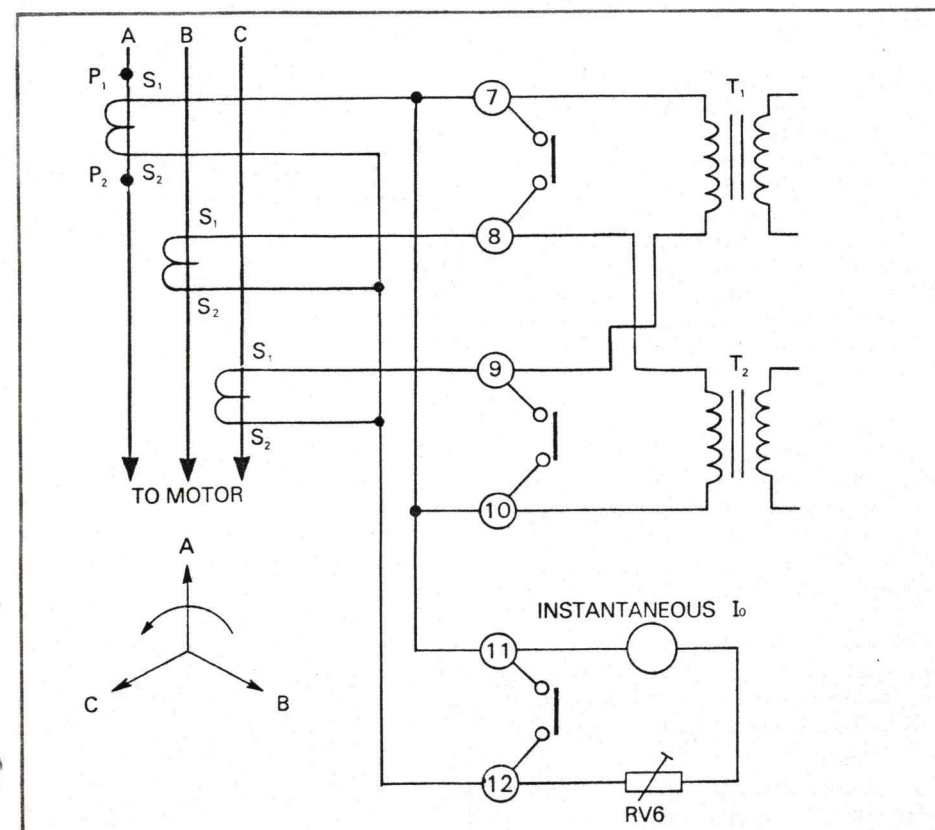 A B C
P₁ S₁
P₂ S₂
S₁
S₂
S₁
S₂
TO MOTOR
7
8
9
10
11
12
T₁
T₂
INSTANTANEOUS I₀
RV6
A
C B